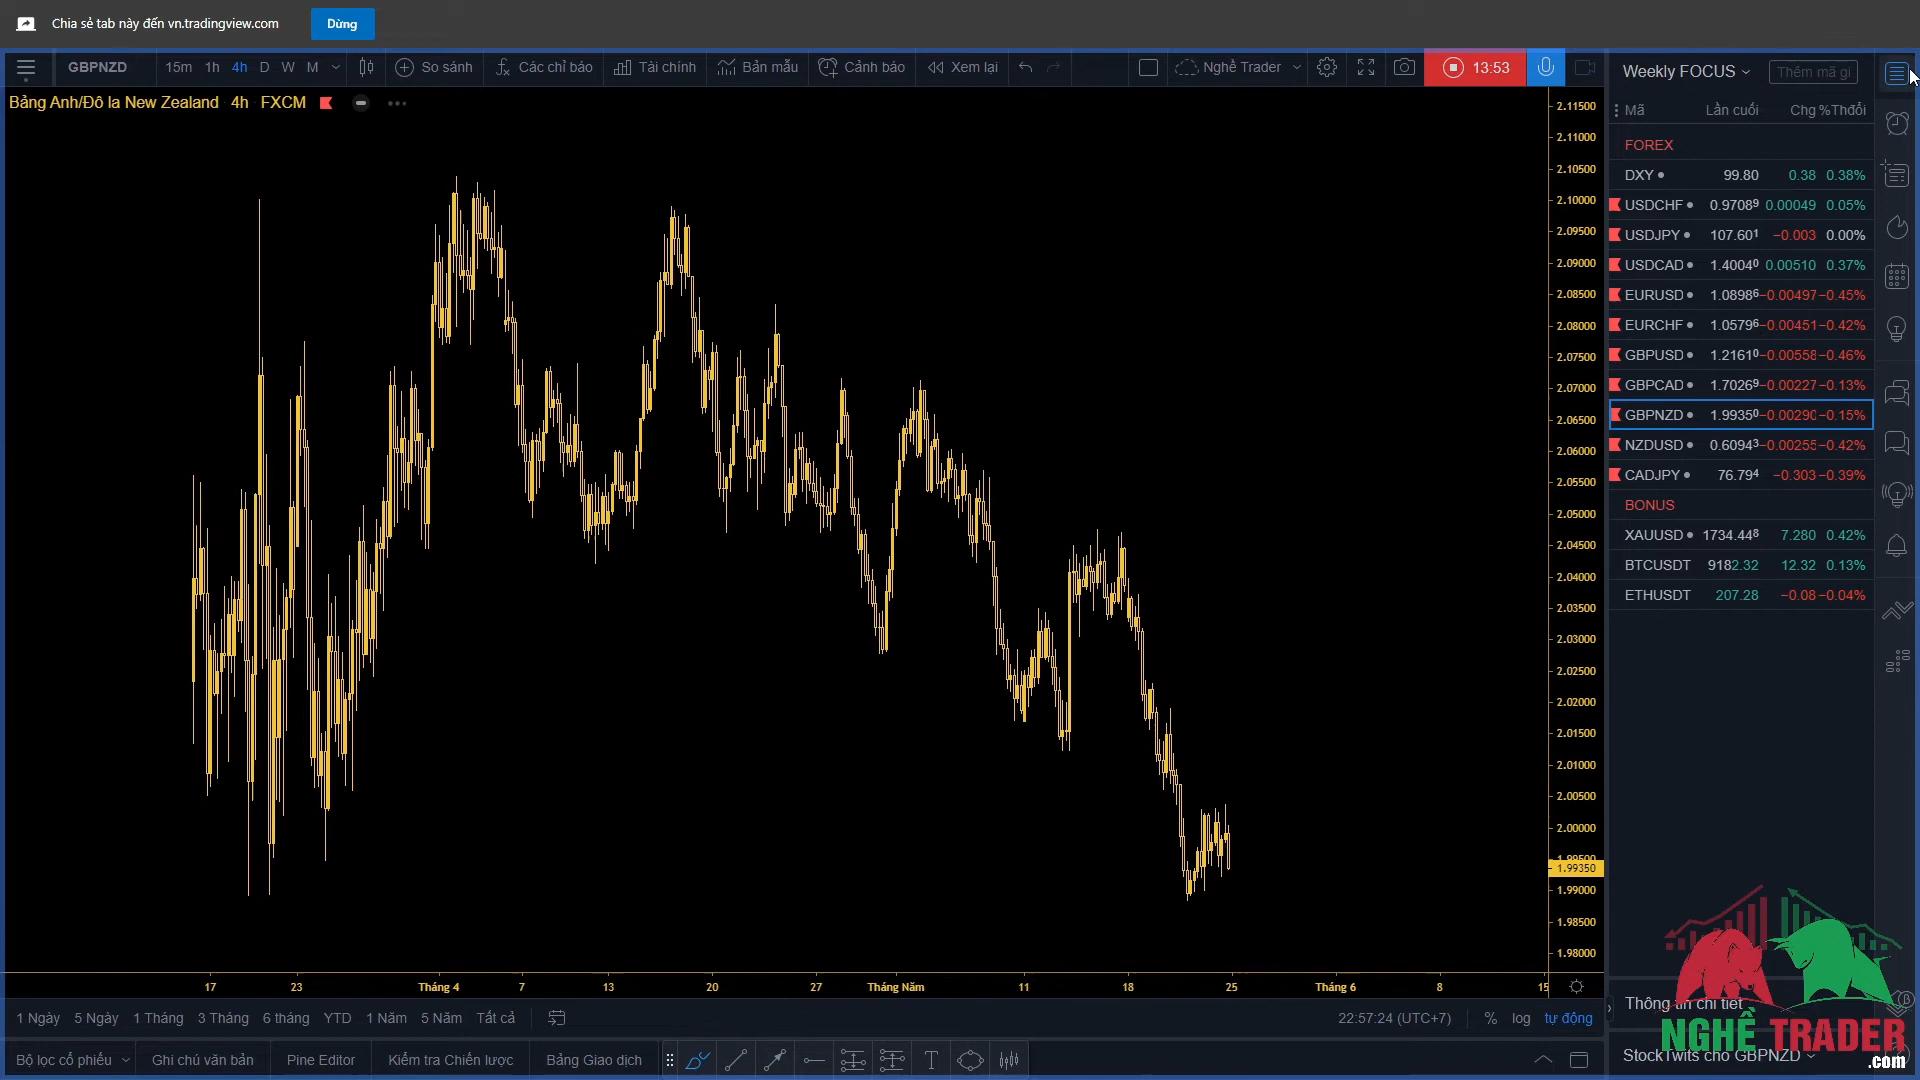 Chia sẻ tab này đến vn.tradingview.com
Dừng
GBPNZD 15m 1h 4h D W M So sánh Các chỉ báo Tài chính Bản mẫu Cảnh báo Xem lại Nghề Trader 13:53
Bảng Anh/Đô la New Zealand 4h FXCM
Weekly FOCUS Thêm mã gi
Mã Lần cuối Chg %Thđổi
FOREX
DXY 99.80 0.38 0.38%
USDCHF 0.9708⁹ 0.00049 0.05%
USDJPY 107.60¹ −0.003 0.00%
USDCAD 1.4004⁰ 0.00510 0.37%
EURUSD 1.0898⁶ −0.00497 −0.45%
EURCHF 1.0579⁶ −0.00451 −0.42%
GBPUSD 1.2161⁰ −0.00558 −0.46%
GBPCAD 1.7026⁹ −0.00227 −0.13%
GBPNZD 1.9935⁰ −0.00290 −0.15%
NZDUSD 0.6094³ −0.00255 −0.42%
CADJPY 76.79⁴ −0.303 −0.39%
BONUS
XAUUSD 1734.44⁸ 7.280 0.42%
BTCUSDT 9182.32 12.32 0.13%
ETHUSDT 207.28 −0.08 −0.04%
2.11500
2.11000
2.10500
2.10000
2.09500
2.09000
2.08500
2.08000
2.07500
2.07000
2.06500
2.06000
2.05500
2.05000
2.04500
2.04000
2.03500
2.03000
2.02500
2.02000
2.01500
2.01000
2.00500
2.00000
1.99500
1.99350
1.99000
1.98500
1.98000
17 23 Tháng 4 7 13 20 27 Tháng Năm 11 18 25 Tháng 6 8 15
1 Ngày 5 Ngày 1 Tháng 3 Tháng 6 tháng YTD 1 Năm 5 Năm Tất cả 22:57:24 (UTC+7) % log tự động
Bộ lọc cổ phiếu Ghi chú văn bản Pine Editor Kiểm tra Chiến lược Bảng Giao dịch
Thông tin chi tiết
NGHỀ TRADER
.com
StockTwits cho GBPNZD